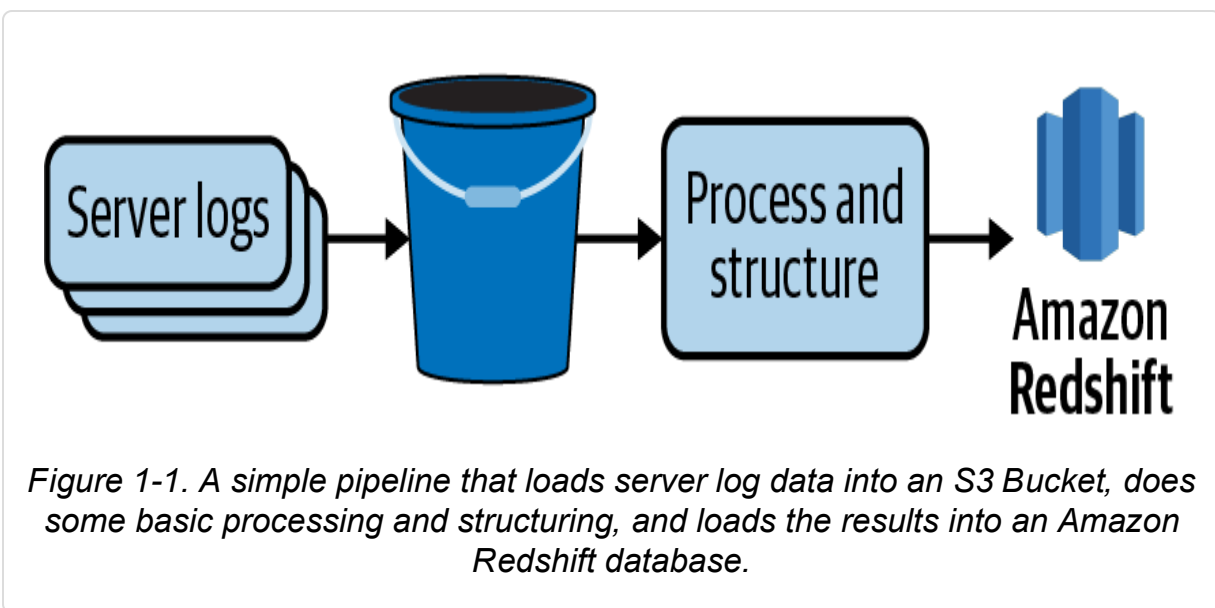 Server logs
Process and
structure
Amazon
Redshift
Figure 1-1. A simple pipeline that loads server log data into an S3 Bucket, does
some basic processing and structuring, and loads the results into an Amazon
Redshift database.